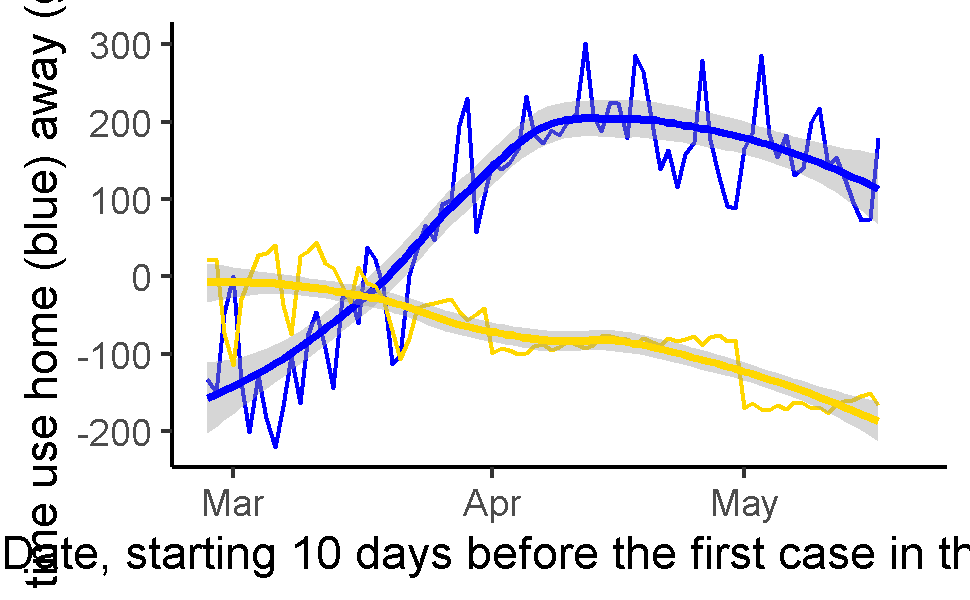 time use home (blue) away (
300
200
100
0
-100
-200
Mar Apr May
Date, starting 10 days before the first case in th